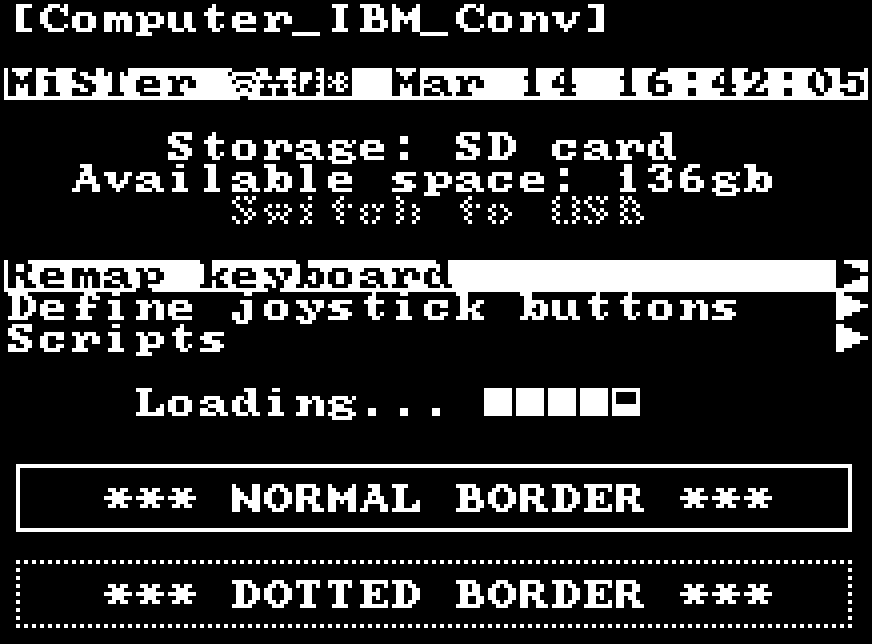 [Computer_IBM_Conv]
MiSTer Mar 14 16:42:05
Storage: SD card
Available space: 136gb
Switch to USB
Remap keyboard
Define joystick buttons
Scripts
Loading...
*** NORMAL BORDER ***
*** DOTTED BORDER ***